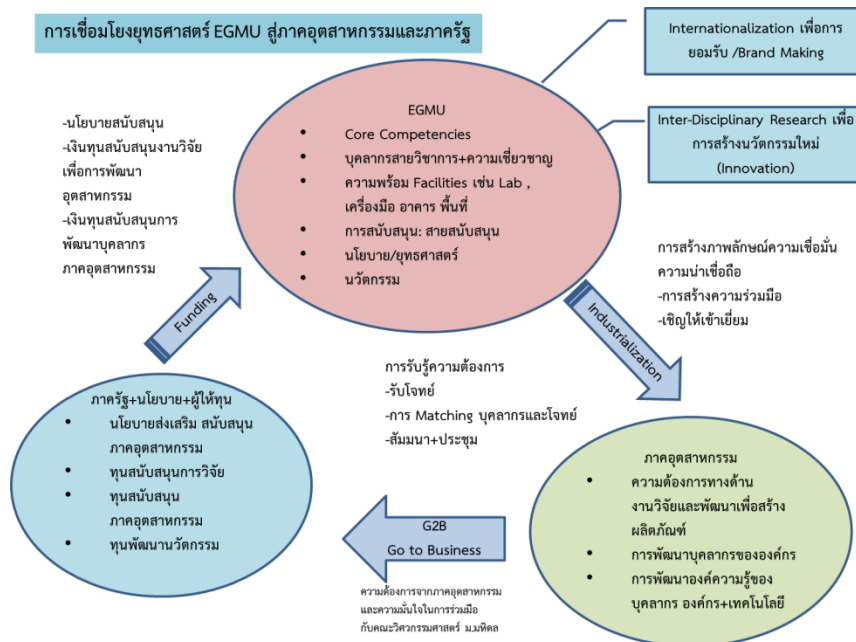 การเชื่อมโยงยุทธศาสตร์ EGMU สู่ภาคอุตสาหกรรมและภาครัฐ
Internationalization เพื่อการ
ยอมรับ /Brand Making
Inter-Disciplinary Research เพื่อ
การสร้างนวัตกรรมใหม่
(Innovation)
EGMU
• Core Competencies
• บุคลากรสายวิชาการ+ความเชี่ยวชาญ
• ความพร้อม Facilities เช่น Lab ,
เครื่องมือ อาคาร พื้นที่
• การสนับสนุน: สายสนับสนุน
• นโยบาย/ยุทธศาสตร์
• นวัตกรรม
-นโยบายสนับสนุน
-เงินทุนสนับสนุนงานวิจัย
เพื่อการพัฒนา
อุตสาหกรรม
-เงินทุนสนับสนุนการ
พัฒนาบุคลากร
ภาคอุตสาหกรรม
Funding
Industrialization
การสร้างภาพลักษณ์ความเชื่อมั่น
ความน่าเชื่อถือ
-การสร้างความร่วมมือ
-เชิญให้เข้าเยี่ยม
การรับรู้ความต้องการ
-รับโจทย์
-การ Matching บุคลากรและโจทย์
-สัมมนา+ประชุม
ภาครัฐ+นโยบาย+ผู้ให้ทุน
• นโยบายส่งเสริม สนับสนุน
ภาคอุตสาหกรรม
• ทุนสนับสนุนการวิจัย
• ทุนสนับสนุน
ภาคอุตสาหกรรม
• ทุนพัฒนานวัตกรรม
G2B
Go to Business
ความต้องการจากภาคอุตสาหกรรม
และความมั่นใจในการร่วมมือ
กับคณะวิศวกรรมศาสตร์ ม.มหิดล
ภาคอุตสาหกรรม
• ความต้องการทางด้าน
งานวิจัยและพัฒนาเพื่อสร้าง
ผลิตภัณฑ์
• การพัฒนาบุคลากรขององค์กร
• การพัฒนาองค์ความรู้ของ
บุคลากร องค์กร+เทคโนโลยี